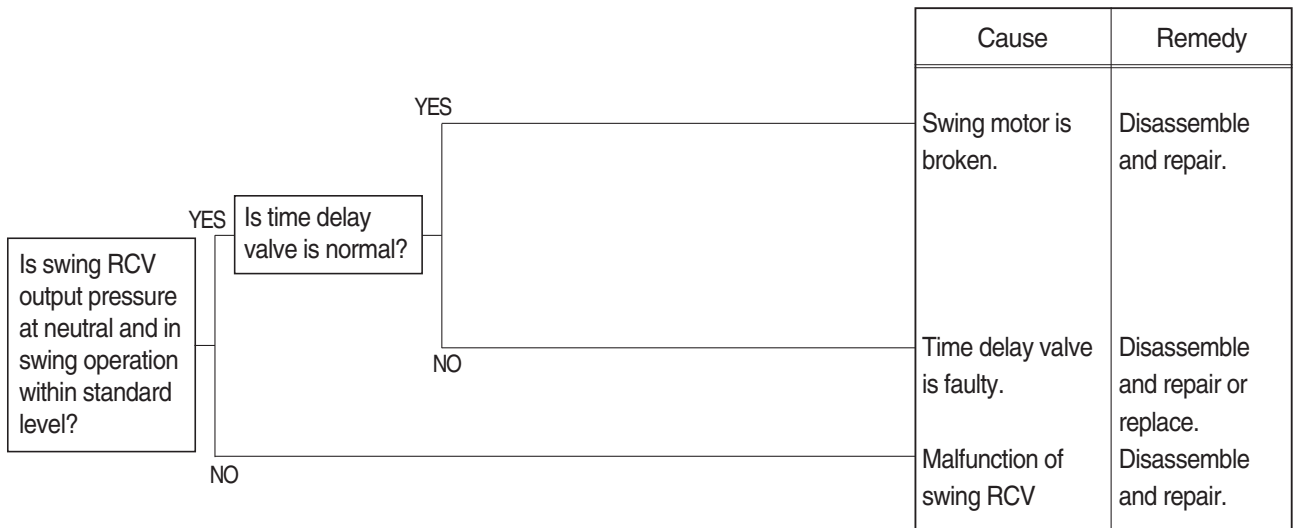 Cause
Remedy
YES
Swing motor is
broken.
Disassemble
and repair.
YES
Is time delay
valve is normal?
Is swing RCV
output pressure
at neutral and in
swing operation
within standard
level?
NO
Time delay valve
is faulty.
Disassemble
and repair or
replace.
NO
Malfunction of
swing RCV
Disassemble
and repair.